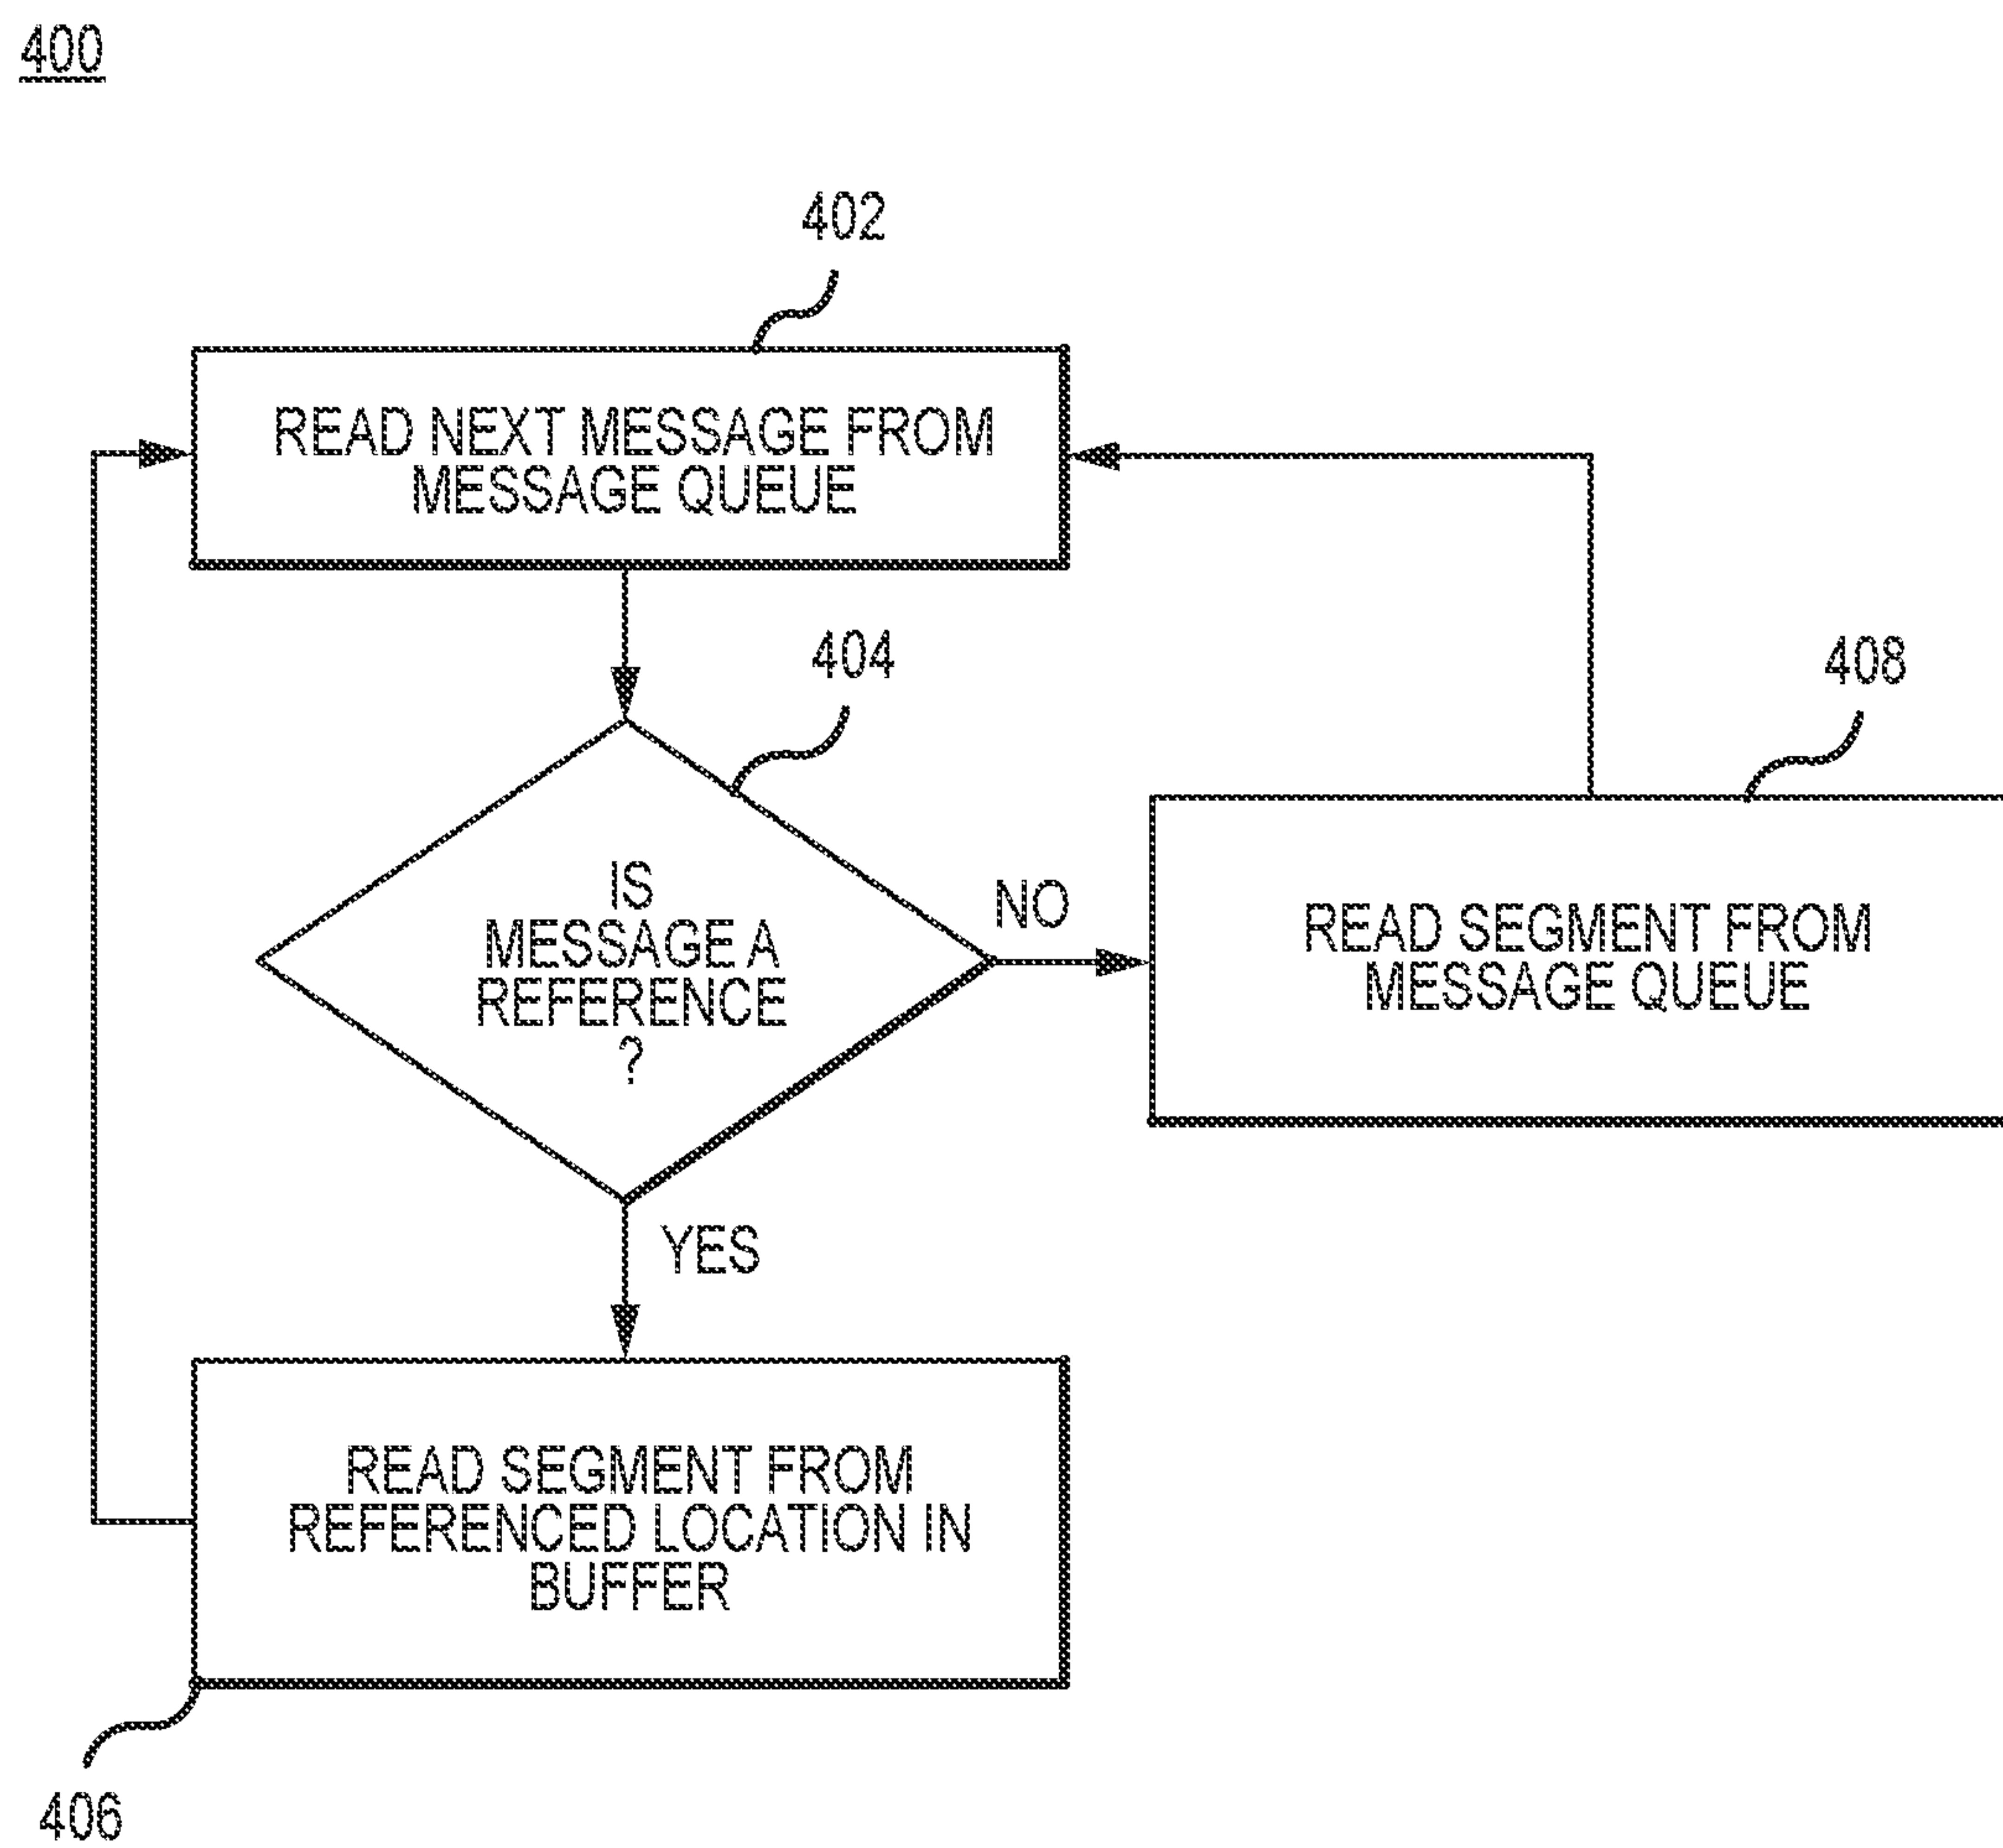 400
402
READ NEXT MESSAGE FROM
MESSAGE QUEUE
404
408
IS
MESSAGE A
REFERENCE
?
NO
READ SEGMENT FROM
MESSAGE QUEUE
YES
READ SEGMENT FROM
REFERENCED LOCATION IN
BUFFER
406